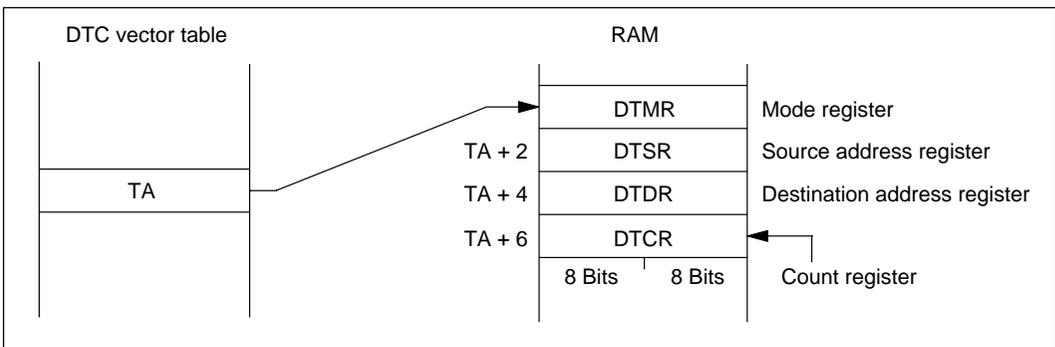 DTC vector table
RAM
DTMR
Mode register
TA + 2
DTSR
Source address register
TA
TA + 4
DTDR
Destination address register
TA + 6
DTCR
8 Bits
8 Bits
Count register